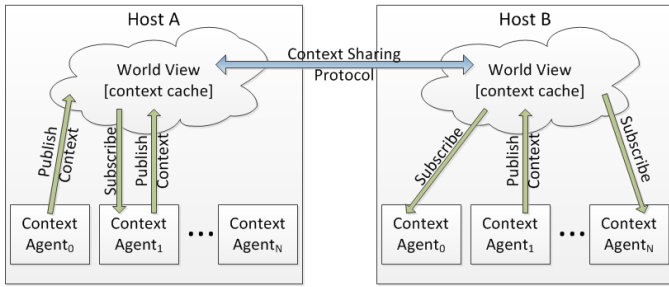 Host A
World View
[context cache]
Publish
Context
Subscribe
Publish
Context
Context
Agent0
Context
Agent1
•••
Context
AgentN
Context Sharing
Protocol
Host B
World View
[context cache]
Subscribe
Publish
Context
Subscribe
Context
Agent0
Context
Agent1
•••
Context
AgentN